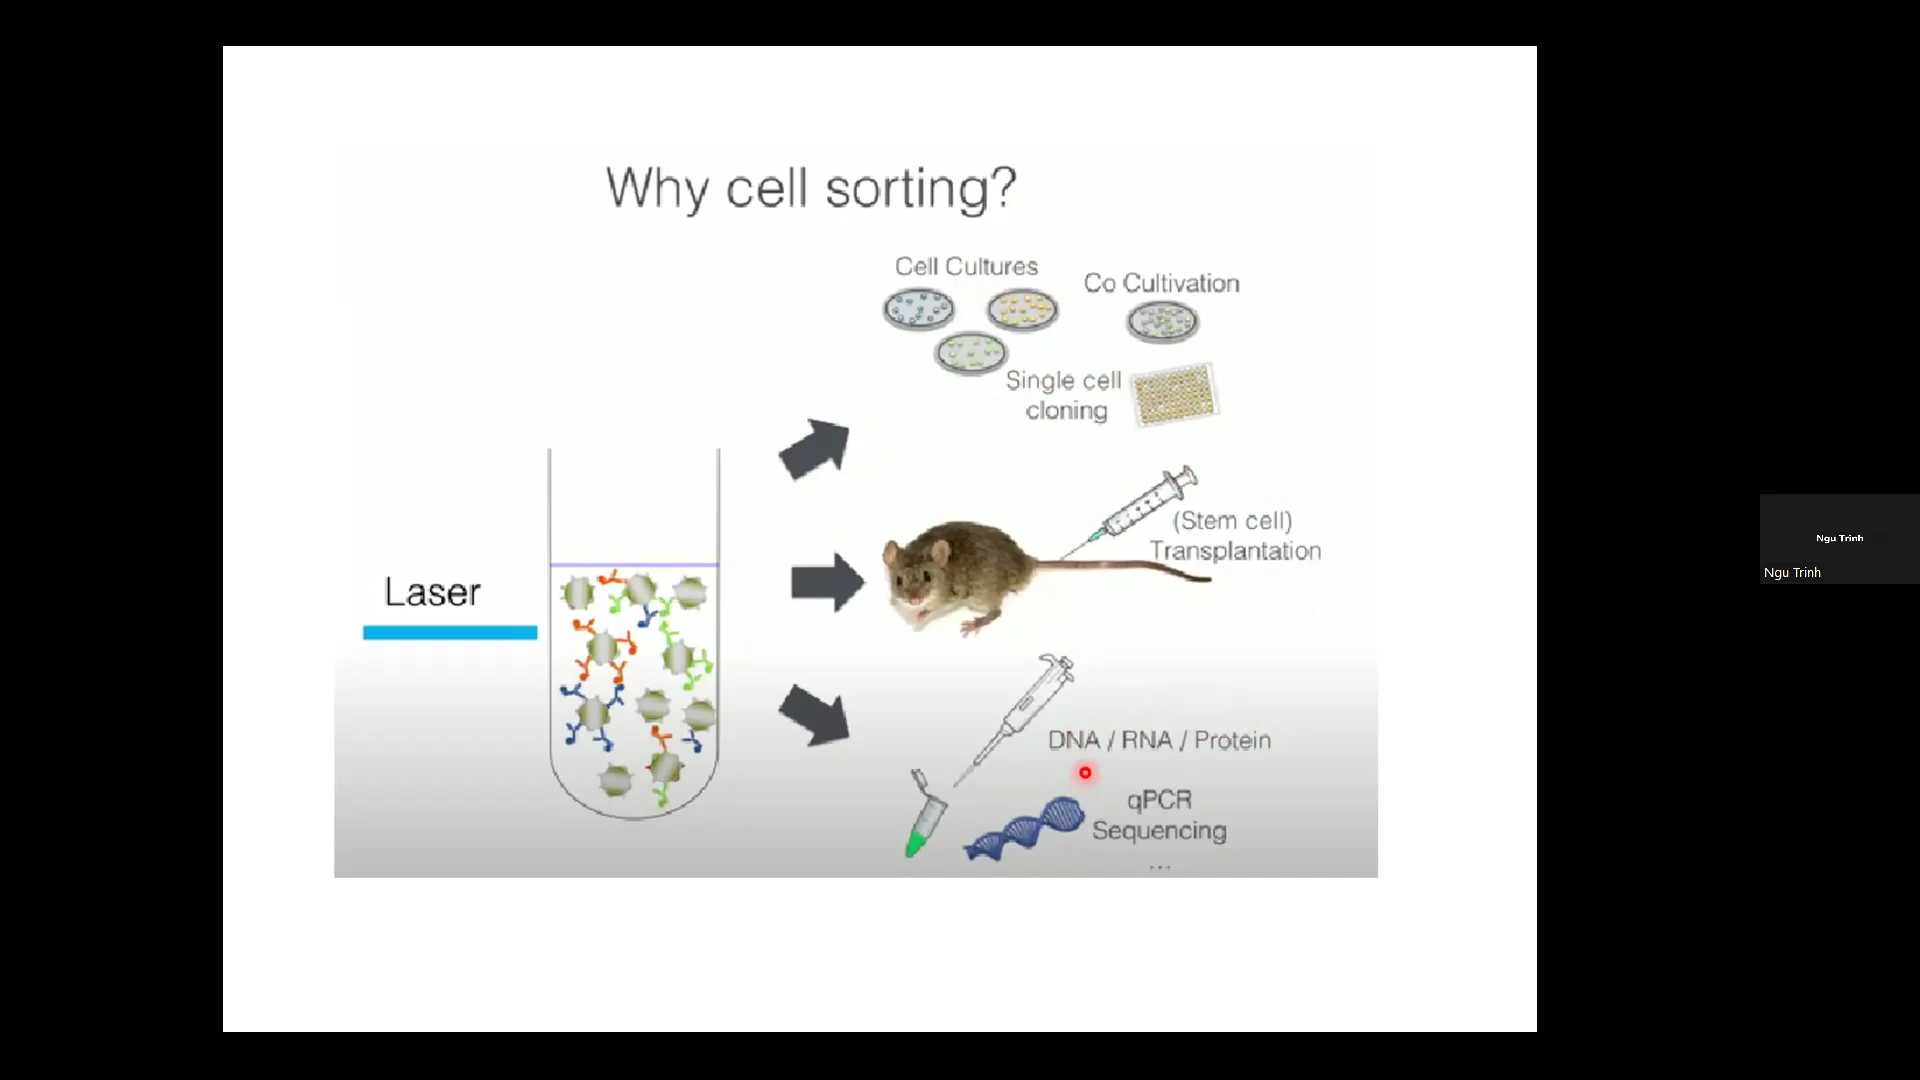 Why cell sorting?
Cell Cultures
Co Cultivation
Single cell
cloning
Laser
(Stem cell)
Transplantation
DNA / RNA / Protein
qPCR
Sequencing
...
Ngu Trinh
Ngu Trinh